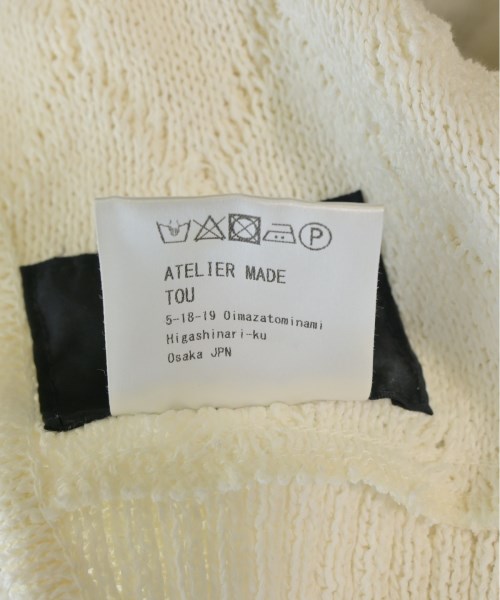 P
ATELIER MADE
TOU
5-18-19 Oimazatominami
Higashinari-ku
Osaka JPN